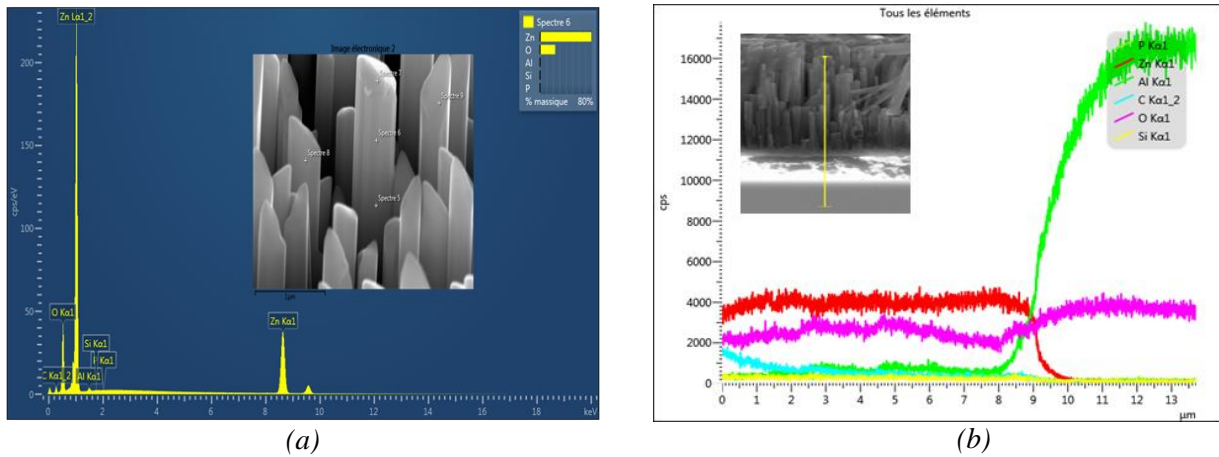 Zn Lα1_2
200
150
100
50
0
cps/eV
O Kα1
Si Kα1
P Kα1
C Kα1_2
Al Kα1
Zn Kα1
0 2 4 6 8 10 12 14 16 18 keV
Image électronique 2
Spectre 7
Spectre 9
Spectre 6
Spectre 8
Spectre 5
1µm
Spectre 6
Zn
O
Al
Si
P
% massique 80%
(a)
Tous les éléments
16000
14000
12000
10000
8000
6000
4000
2000
0
cps
P Kα1
Zn Kα1
Al Kα1
C Kα1_2
O Kα1
Si Kα1
0 1 2 3 4 5 6 7 8 9 10 11 12 13
µm
(b)